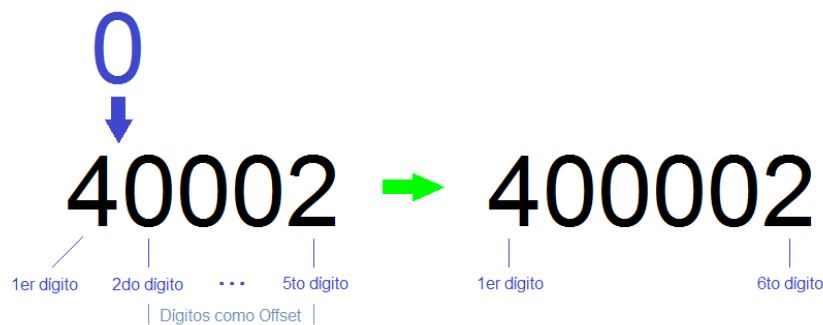 0
40002 400002
1er dígito 2do dígito ... 5to dígito 1er dígito 6to dígito
Dígitos como Offset